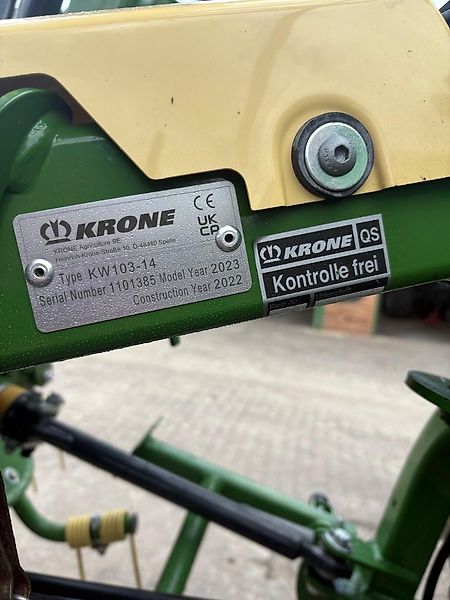 KRONE
KRONE Agriculture SE,
Heinrich-Krone-Straße 10, D-48480 Spelle
CE
UK
CA
Type KW103-14
Serial Number 1101385 Model Year 2023
Construction Year 2022
KRONE QS
Kontrolle frei